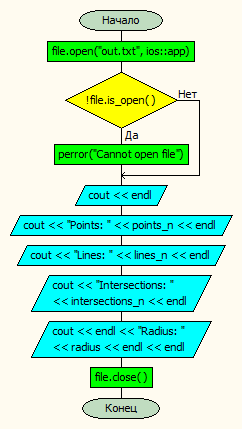 Начало
file.open("out.txt", ios::app)
!file.is_open( )
Нет
Да
perror("Cannot open file")
cout << endl
cout << "Points: " << points_n << endl
cout << "Lines: " << lines_n << endl
cout << "Intersections: "
<< intersections_n << endl
cout << endl << "Radius: "
<< radius << endl << endl
file.close( )
Конец